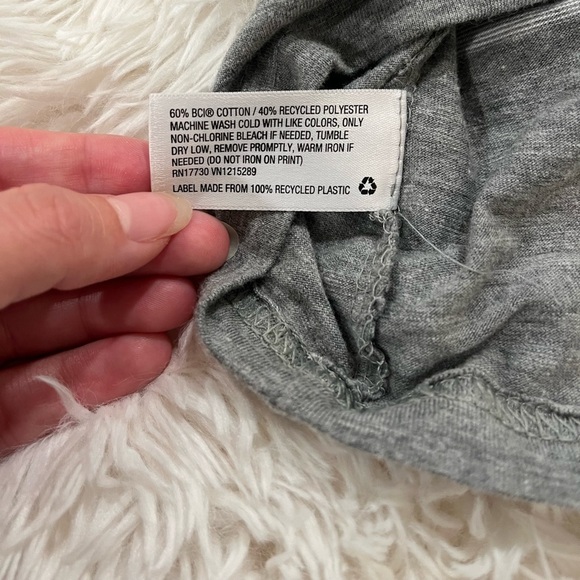 60% BCI® COTTON / 40% RECYCLED POLYESTER
MACHINE WASH COLD WITH LIKE COLORS, ONLY
NON-CHLORINE BLEACH IF NEEDED, TUMBLE
DRY LOW, REMOVE PROMPTLY, WARM IRON IF
NEEDED (DO NOT IRON ON PRINT)
RN17730 VN1215289
LABEL MADE FROM 100% RECYCLED PLASTIC